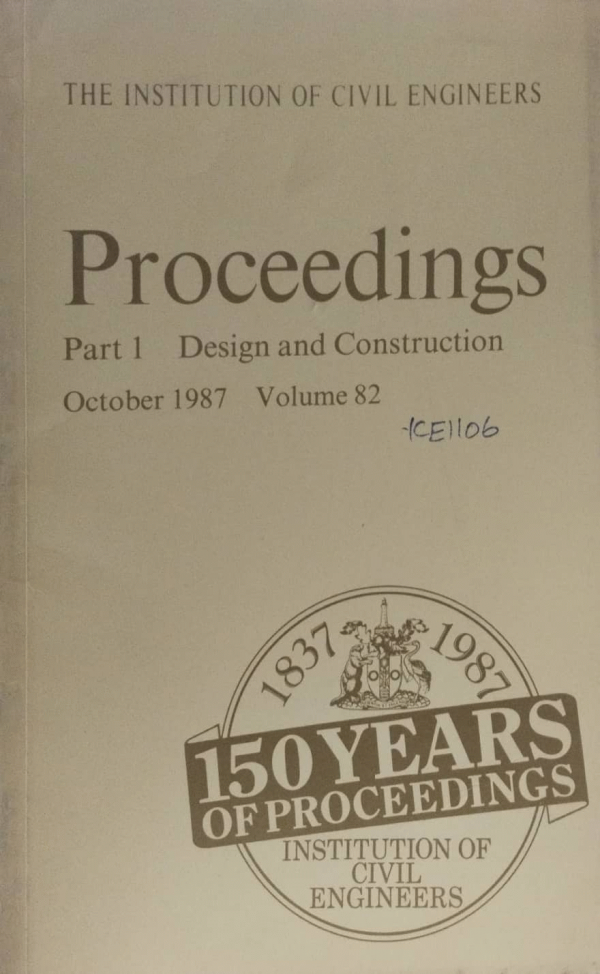 THE INSTITUTION OF CIVIL ENGINEERS
Proceedings
Part 1 Design and Construction
October 1987 Volume 82
ICE1106
1837 1987
150 YEARS
OF PROCEEDINGS
INSTITUTION OF
CIVIL
ENGINEERS